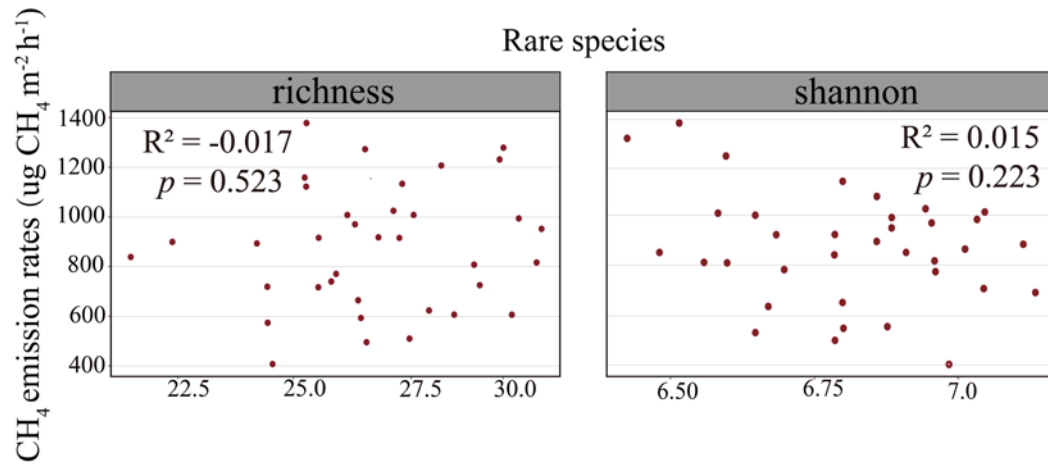 Rare species
CH₄ emission rates (ug CH₄ m⁻² h⁻¹)
richness
R² = -0.017
p = 0.523
1400
1200
1000
800
600
400
22.5 25.0 27.5 30.0
shannon
R² = 0.015
p = 0.223
6.50 6.75 7.0